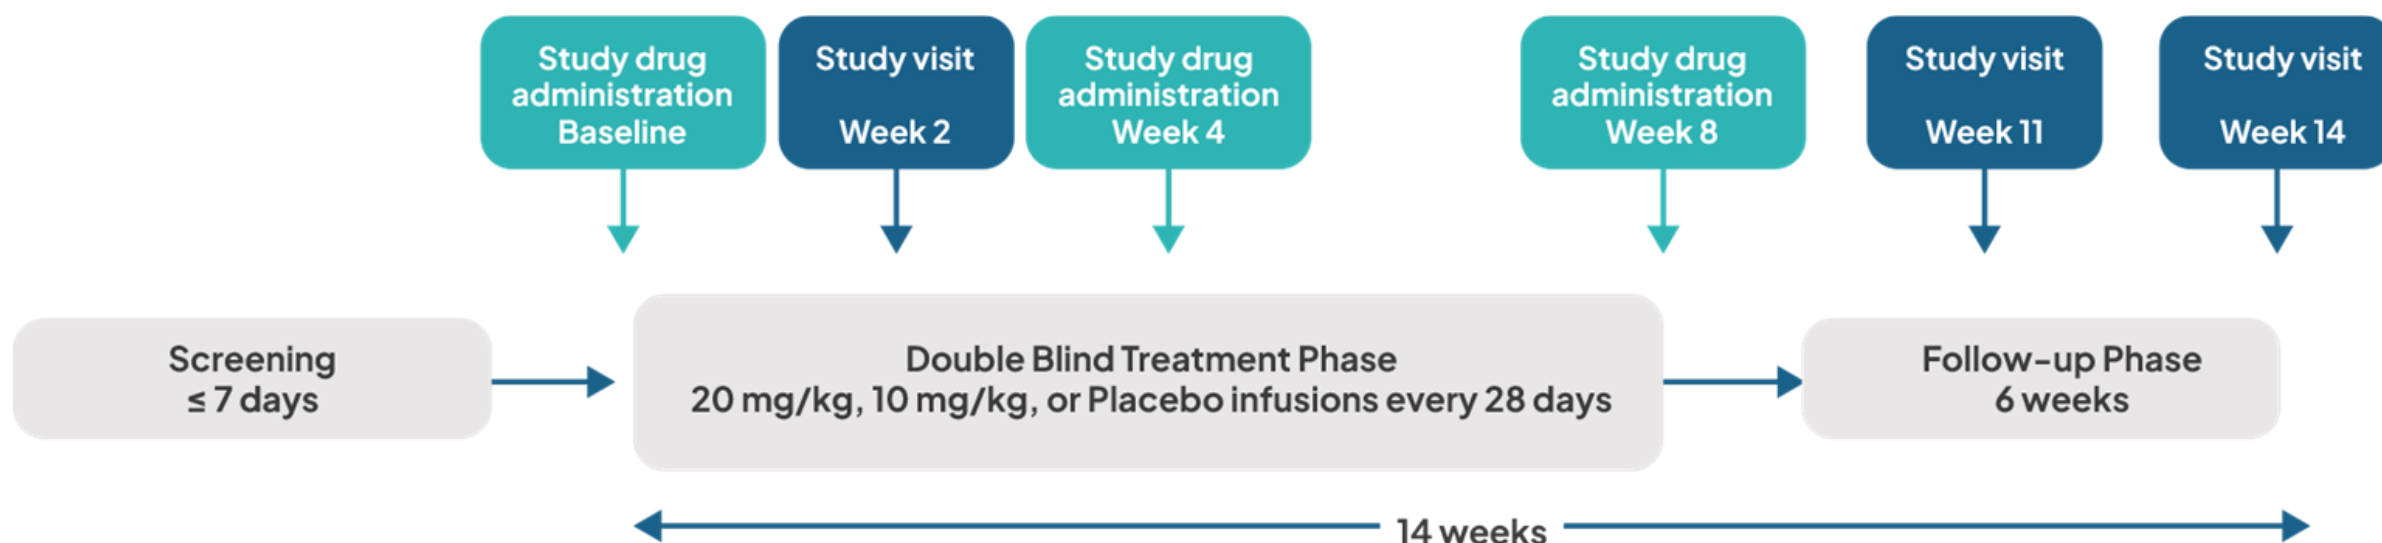 Study drug
administration
Baseline
Study visit
Week 2
Study drug
administration
Week 4
Study drug
administration
Week 8
Study visit
Week 11
Study visit
Week 14
Screening
≤ 7 days
Double Blind Treatment Phase
20 mg/kg, 10 mg/kg, or Placebo infusions every 28 days
Follow-up Phase
6 weeks
14 weeks